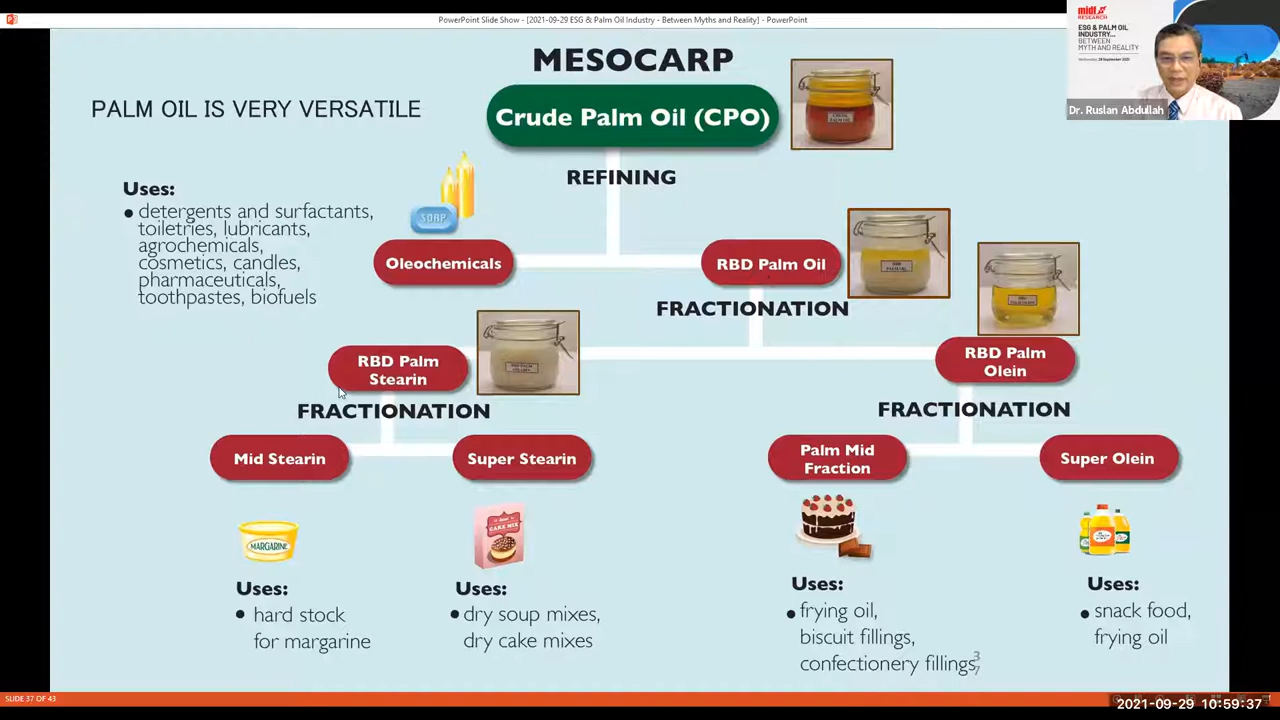 PowerPoint Slide Show - [2021-09-29 ESG & Palm Oil Industry - Between Myths and Reality] - PowerPoint
midf
RESEARCH
ESG & PALM OIL
INDUSTRY...
BETWEEN
MYTH AND REALITY
Dr. Ruslan Abdullah
MESOCARP
PALM OIL IS VERY VERSATILE
Crude Palm Oil (CPO)
REFINING
Uses:
• detergents and surfactants,
toiletries, lubricants,
agrochemicals,
cosmetics, candles,
pharmaceuticals,
toothpastes, biofuels
SOAP
Oleochemicals
RBD Palm Oil
FRACTIONATION
RBD Palm
Stearin
RBD Palm
Olein
FRACTIONATION
FRACTIONATION
Mid Stearin
Super Stearin
Palm Mid
Fraction
Super Olein
MARGARINE
CAKE MIX
Uses:
• hard stock
for margarine
Uses:
• dry soup mixes,
dry cake mixes
Uses:
• frying oil,
biscuit fillings,
confectionery fillings
Uses:
• snack food,
frying oil
3
7
SLIDE 37 OF 43
2021-09-29 10:59:37